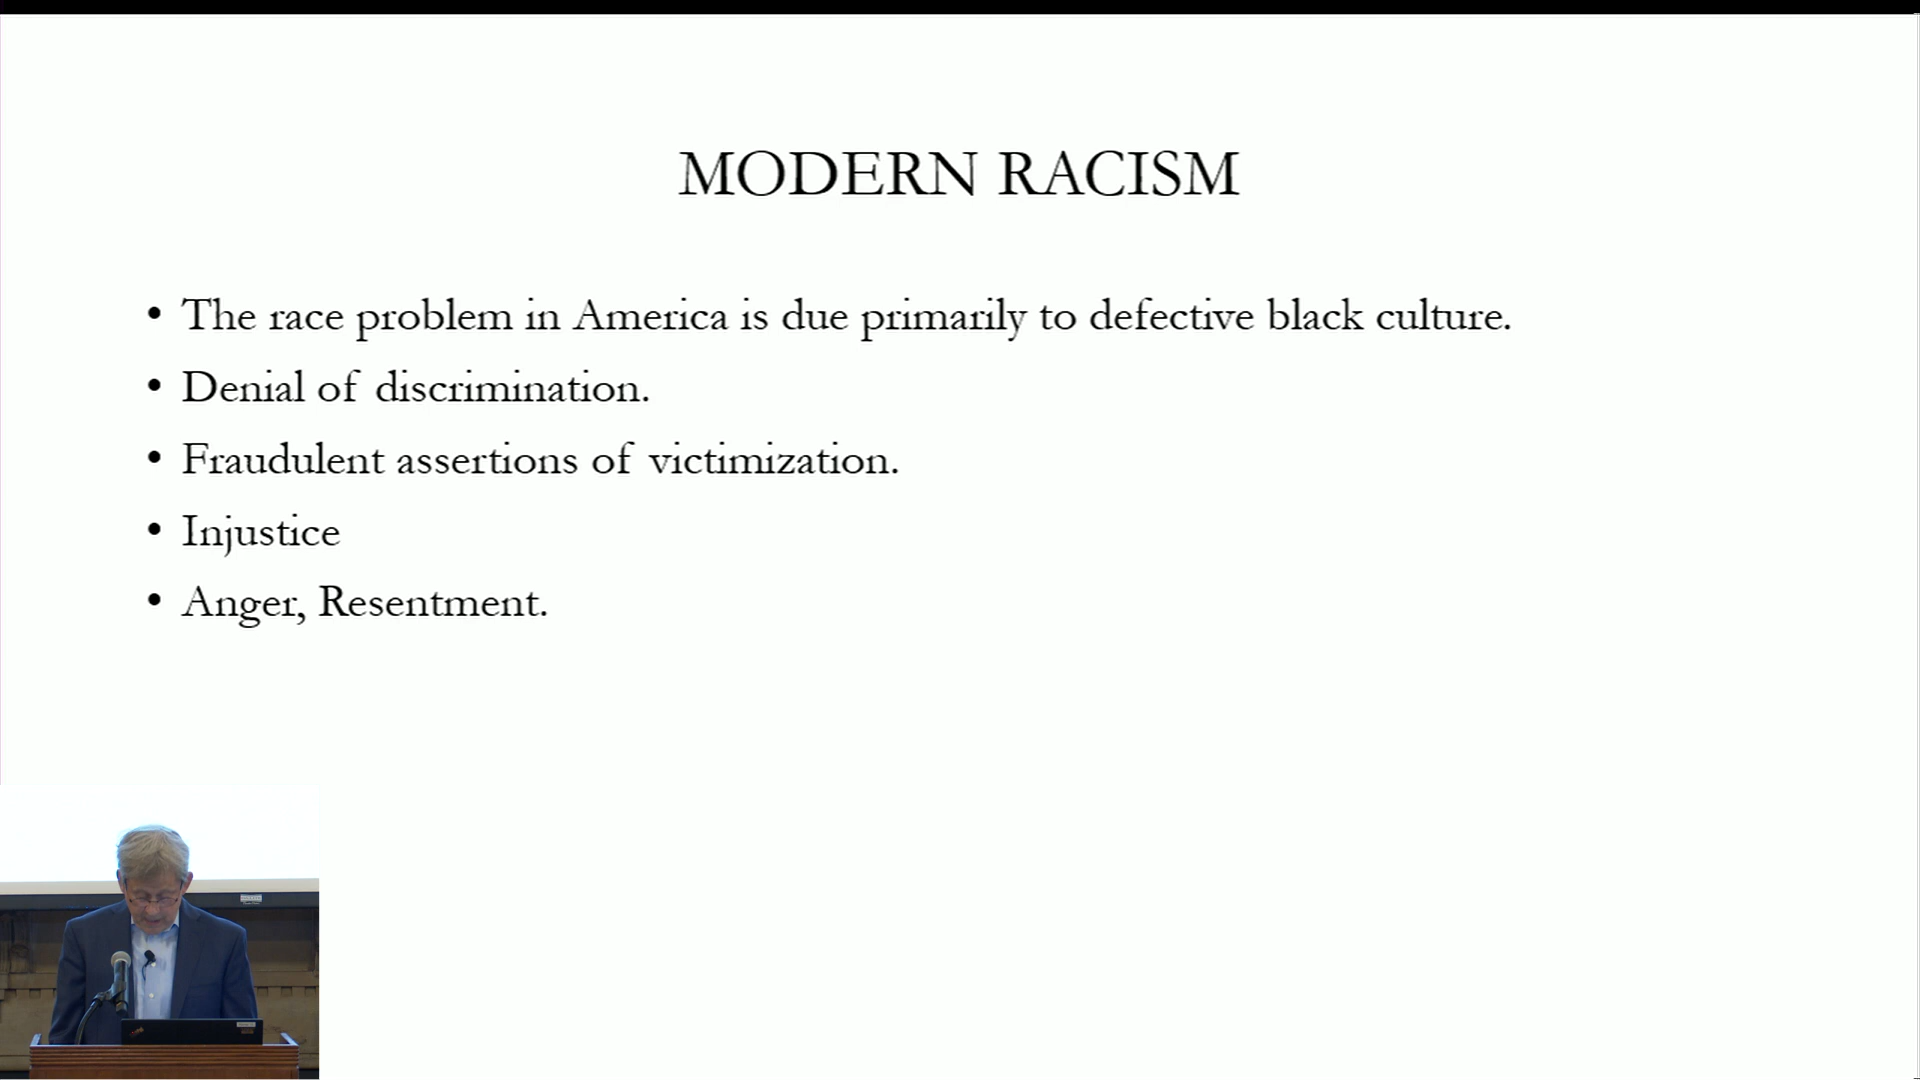 MODERN RACISM
• The race problem in America is due primarily to defective black culture.
• Denial of discrimination.
• Fraudulent assertions of victimization.
• Injustice
• Anger, Resentment.